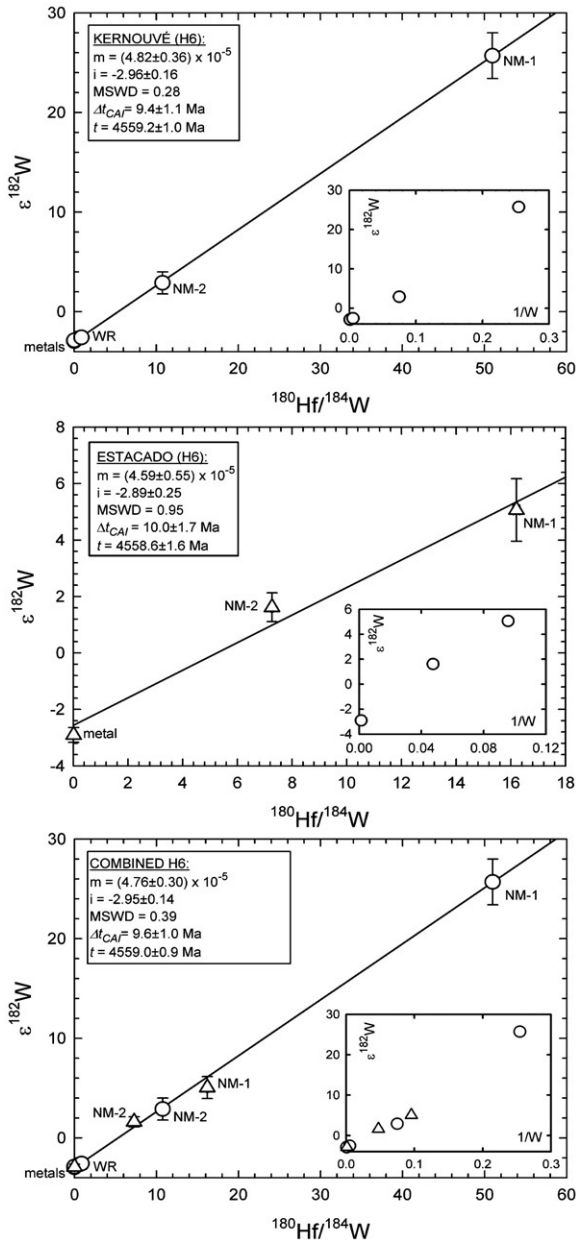 30
KERNOUVÉ (H6):
m = (4.82±0.36) x 10⁻⁵
i = -2.96±0.16
MSWD = 0.28
Δt_CAI= 9.4±1.1 Ma
t = 4559.2±1.0 Ma
NM-1
20
ε¹⁸²W
10
NM-2
0
WR
metals
30
ε¹⁸²W
20
10
0
1/W
0.0 0.1 0.2 0.3
0 10 20 30 40 50 60
¹⁸⁰Hf/¹⁸⁴W
8
ESTACADO (H6):
m = (4.59±0.55) x 10⁻⁵
i = -2.89±0.25
MSWD = 0.95
Δt_CAI = 10.0±1.7 Ma
t = 4558.6±1.6 Ma
6
NM-1
4
ε¹⁸²W
2
NM-2
0
-2
metal
-4
6
ε¹⁸²W
4
2
0
-2
-4
1/W
0.00 0.04 0.08 0.12
0 2 4 6 8 10 12 14 16 18
¹⁸⁰Hf/¹⁸⁴W
30
COMBINED H6:
m = (4.76±0.30) x 10⁻⁵
i = -2.95±0.14
MSWD = 0.39
Δt_CAI = 9.6±1.0 Ma
t = 4559.0±0.9 Ma
NM-1
20
ε¹⁸²W
10
NM-1
NM-2
NM-2
0
WR
metals
30
ε¹⁸²W
20
10
0
1/W
0.0 0.1 0.2 0.3
0 10 20 30 40 50 60
¹⁸⁰Hf/¹⁸⁴W